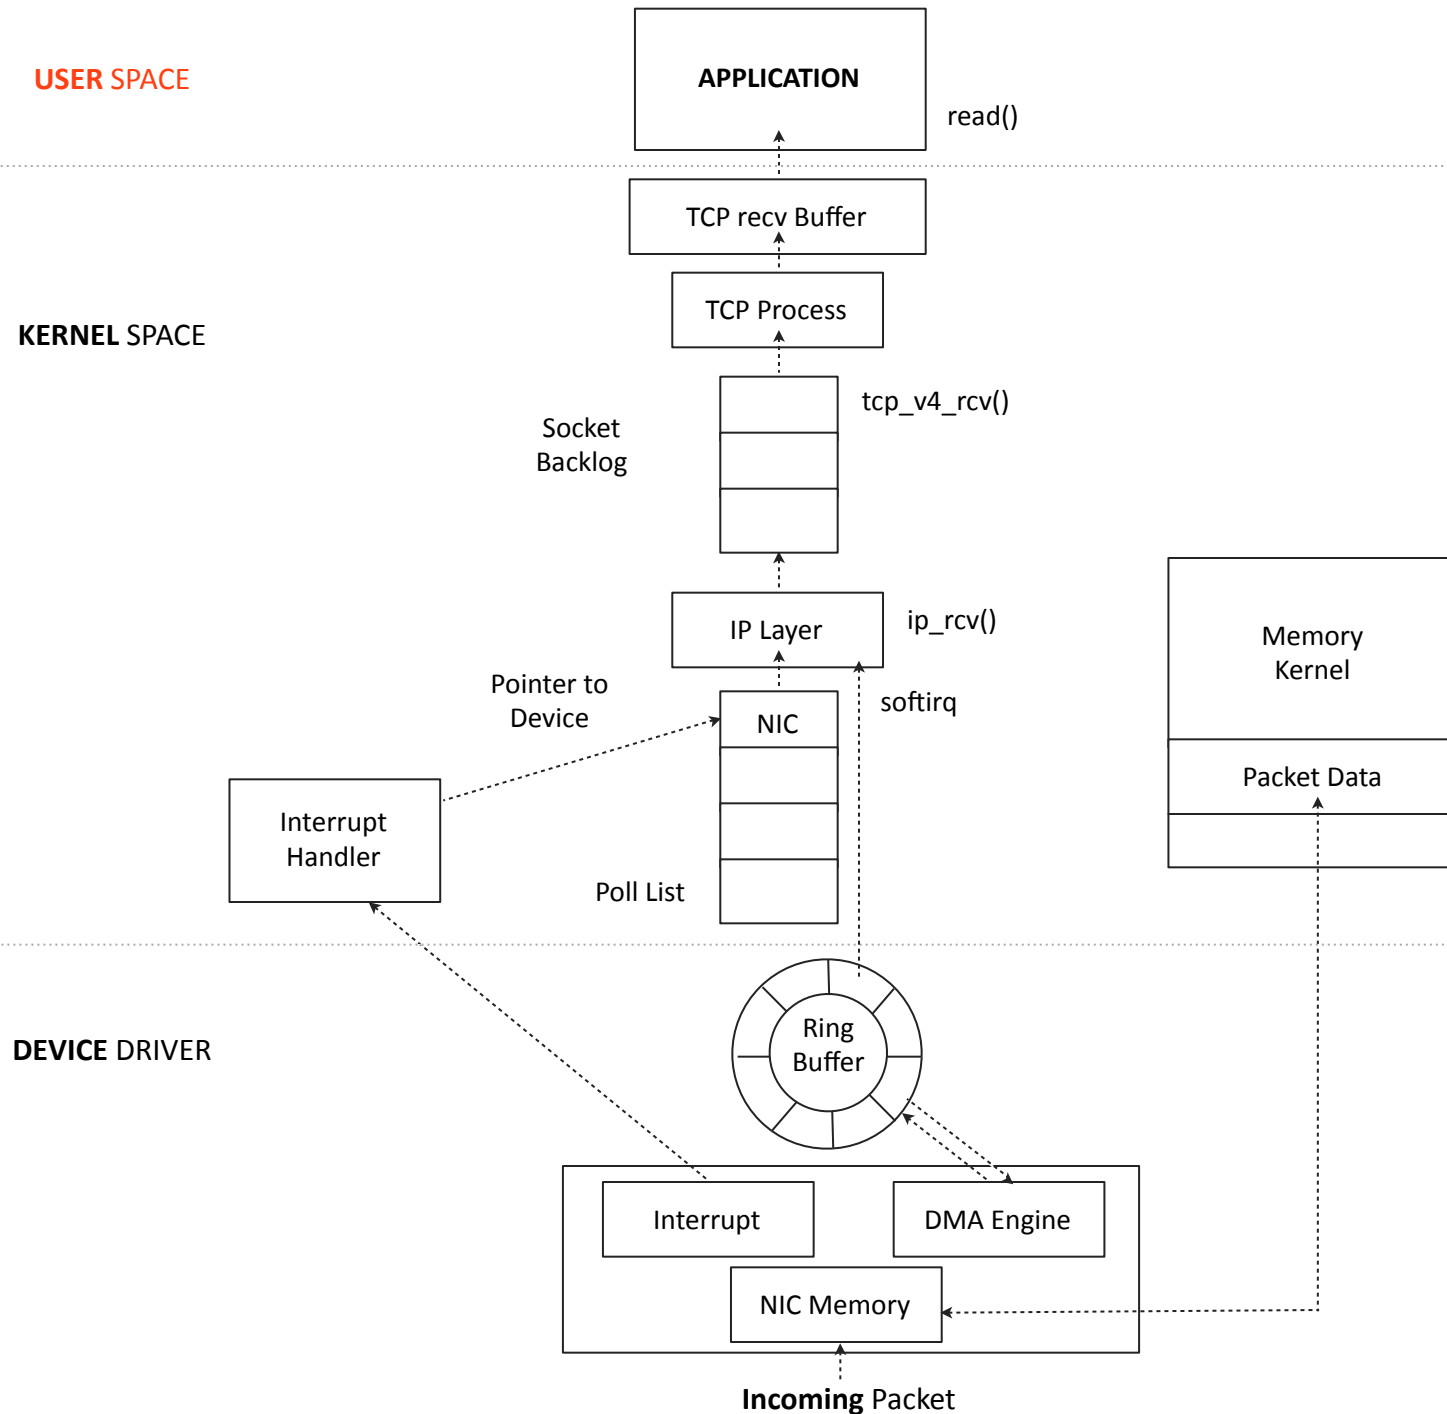 APPLICATION
USER SPACE
read()
TCP recv Buffer
TCP Process
KERNEL SPACE
tcp_v4_rcv()
Socket
Backlog
IP Layer
ip_rcv()
Memory
Kernel
Pointer to
Device
softirq
NIC
Packet Data
Interrupt
Handler
Poll List
Ring
Buffer
DEVICE DRIVER
Interrupt
DMA Engine
NIC Memory
Incoming Packet